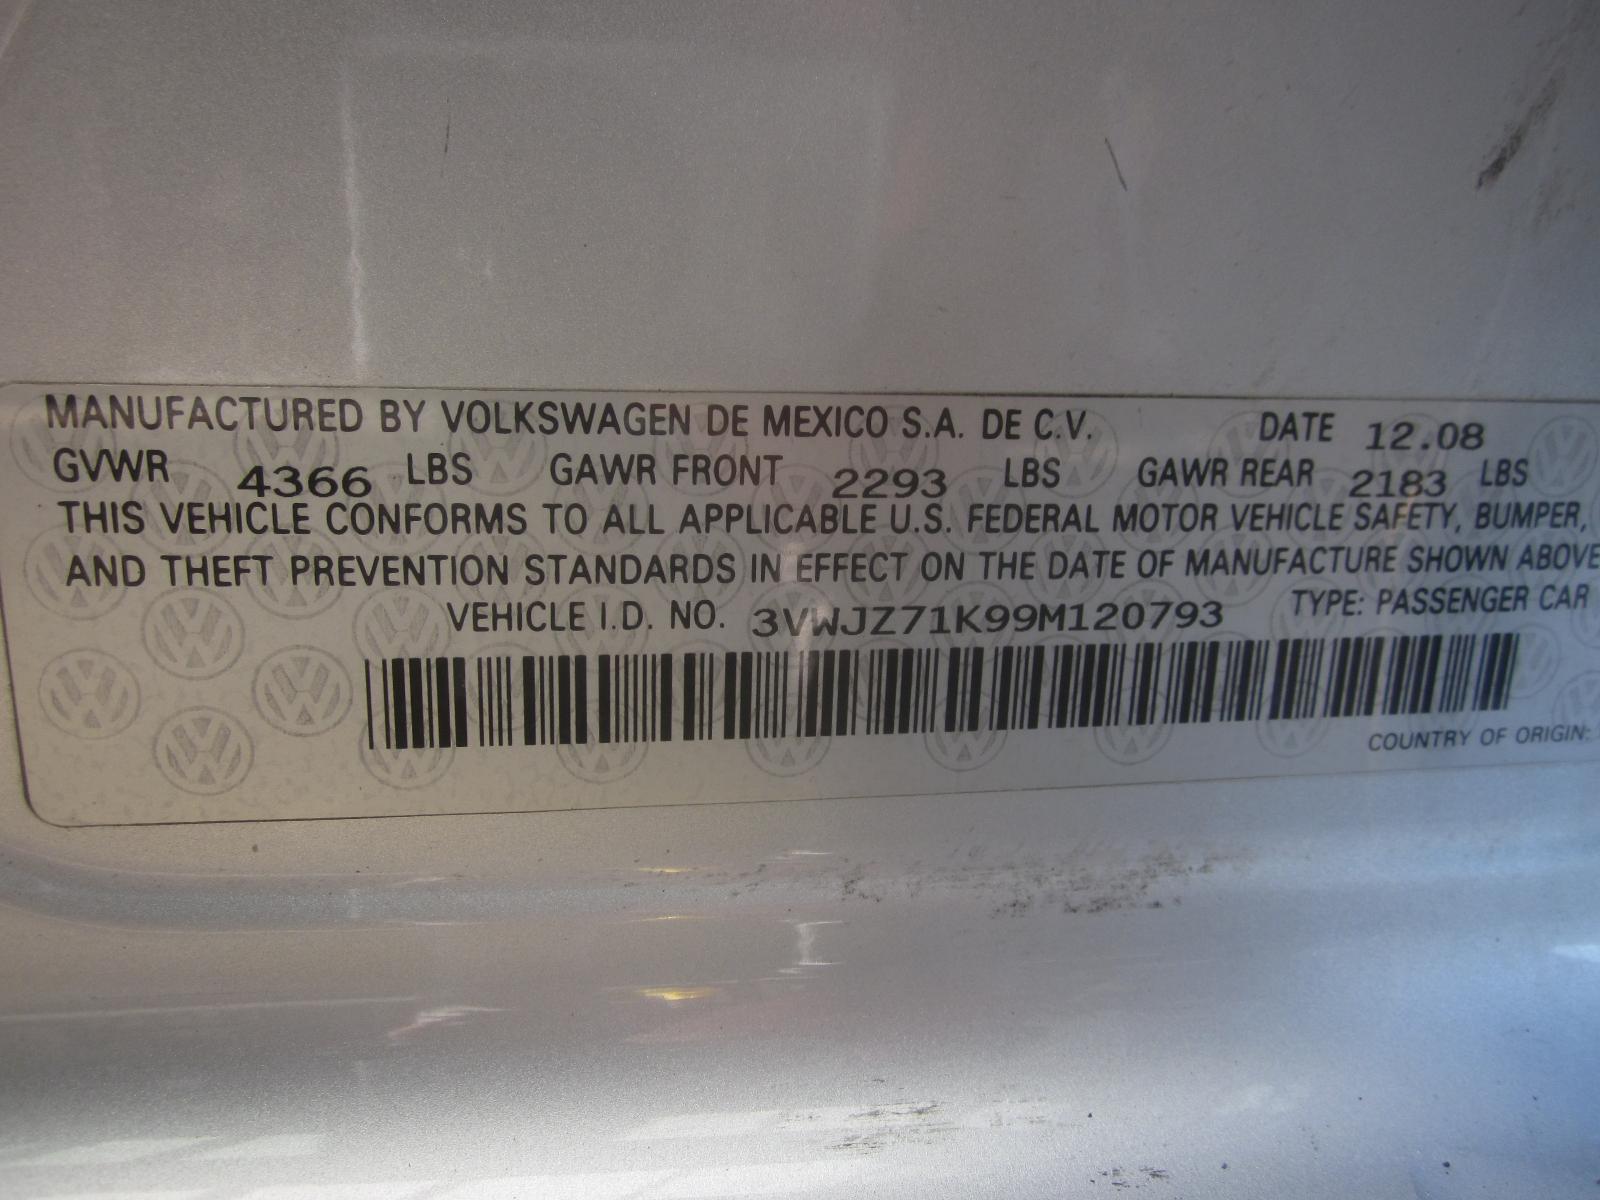 MANUFACTURED BY VOLKSWAGEN DE MEXICO S.A. DE C.V. DATE 12.08
GVWR 4366 LBS GAWR FRONT 2293 LBS GAWR REAR 2183 LBS
THIS VEHICLE CONFORMS TO ALL APPLICABLE U.S. FEDERAL MOTOR VEHICLE SAFETY, BUMPER,
AND THEFT PREVENTION STANDARDS IN EFFECT ON THE DATE OF MANUFACTURE SHOWN ABOVE
VEHICLE I.D. NO. 3VWJZ71K99M120793 TYPE: PASSENGER CAR
COUNTRY OF ORIGIN: